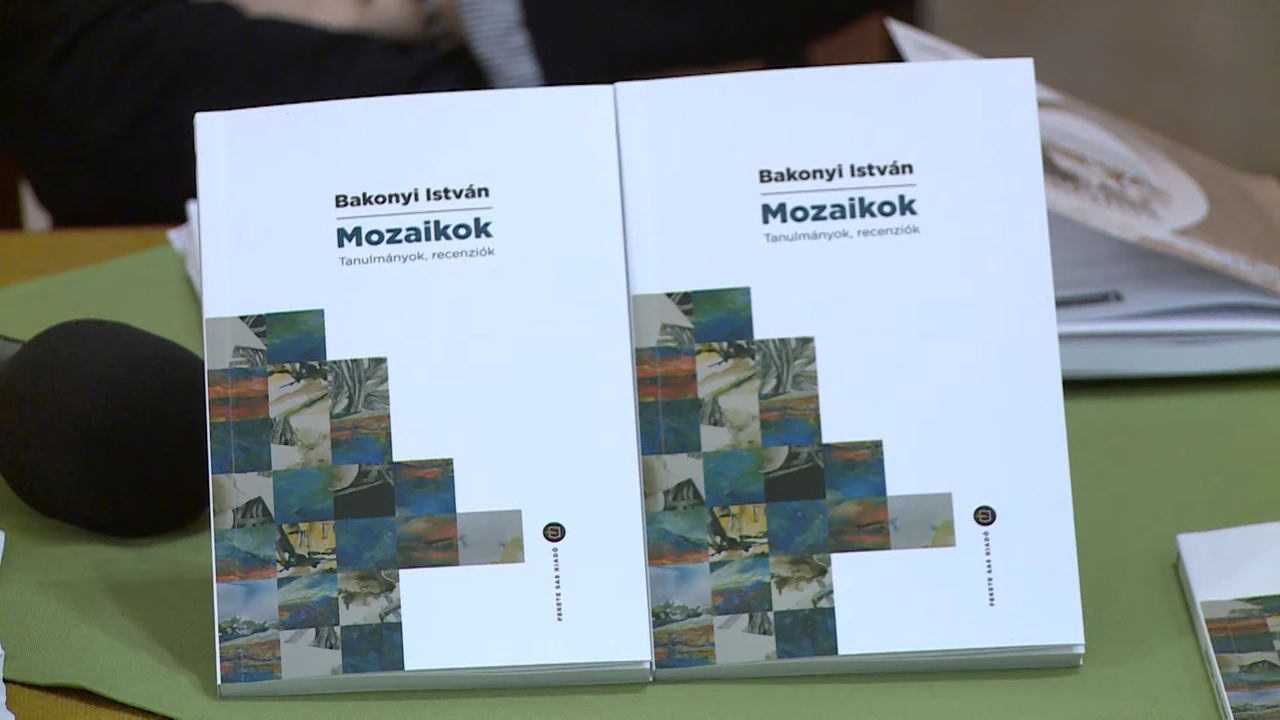 Bakonyi István
Mozaikok
Tanulmányok, recenziók
FEKETE SAS KIADÓ
Bakonyi István
Mozaikok
Tanulmányok, recenziók
FEKETE SAS KIADÓ